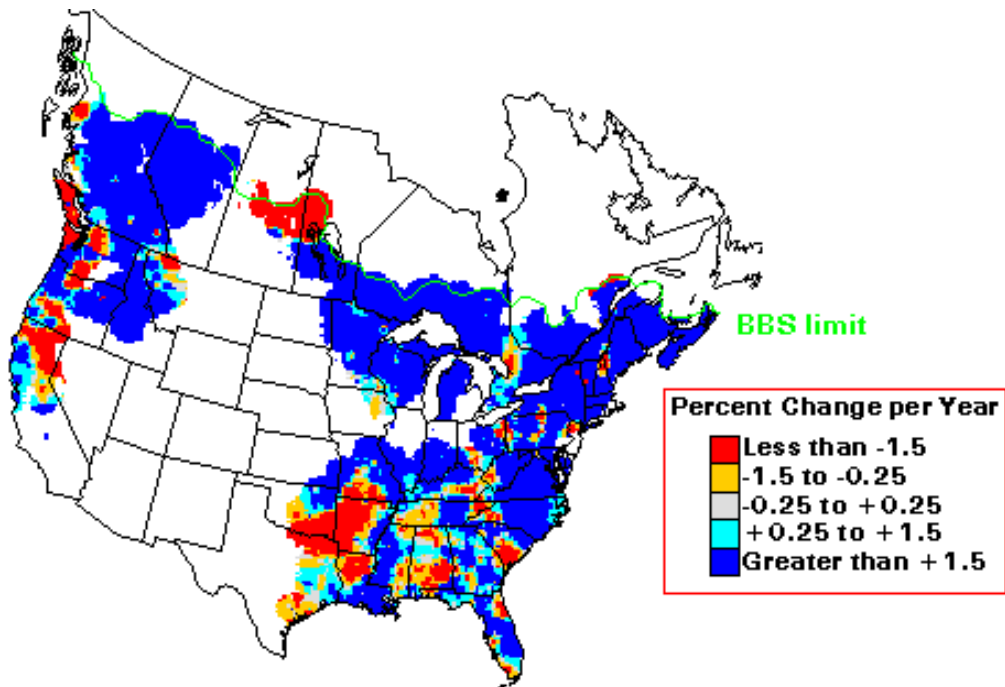 BBS limit
Percent Change per Year
Less than -1.5
-1.5 to -0.25
-0.25 to +0.25
+0.25 to +1.5
Greater than +1.5